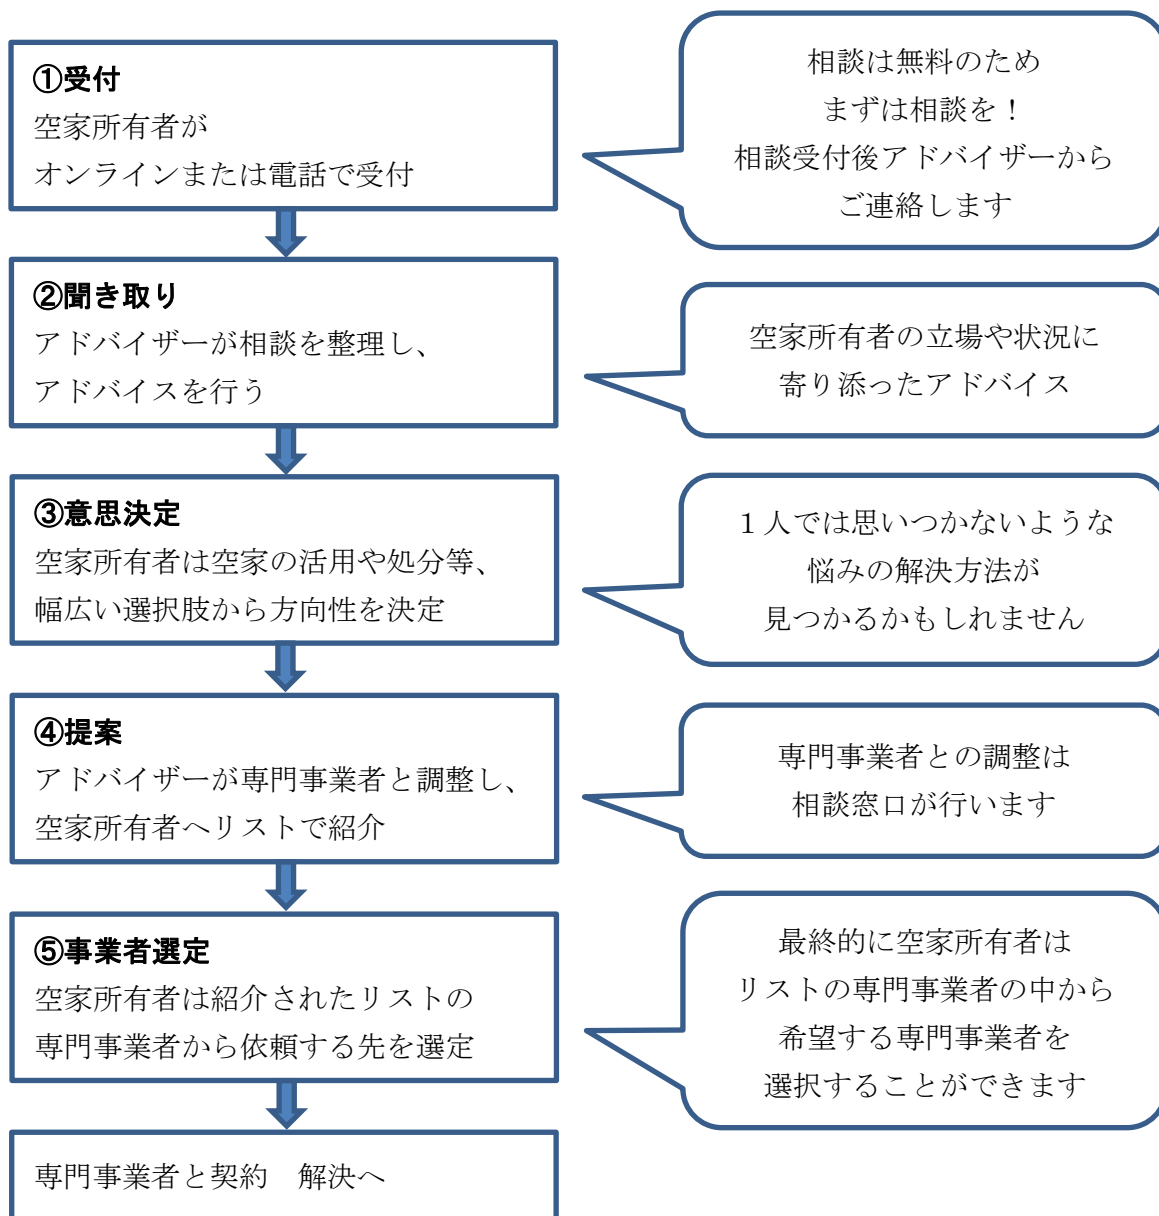 ①受付
空家所有者が
オンラインまたは電話で受付
相談は無料のため
まずは相談を！
相談受付後アドバイザーから
ご連絡します
②聞き取り
アドバイザーが相談を整理し、
アドバイスを行う
空家所有者の立場や状況に
寄り添ったアドバイス
③意思決定
空家所有者は空家の活用や処分等、
幅広い選択肢から方向性を決定
１人では思いつかないような
悩みの解決方法が
見つかるかもしれません
④提案
アドバイザーが専門事業者と調整し、
空家所有者へリストで紹介
専門事業者との調整は
相談窓口が行います
⑤事業者選定
空家所有者は紹介されたリストの
専門事業者から依頼する先を選定
最終的に空家所有者は
リストの専門事業者の中から
希望する専門事業者を
選択することができます
専門事業者と契約　解決へ